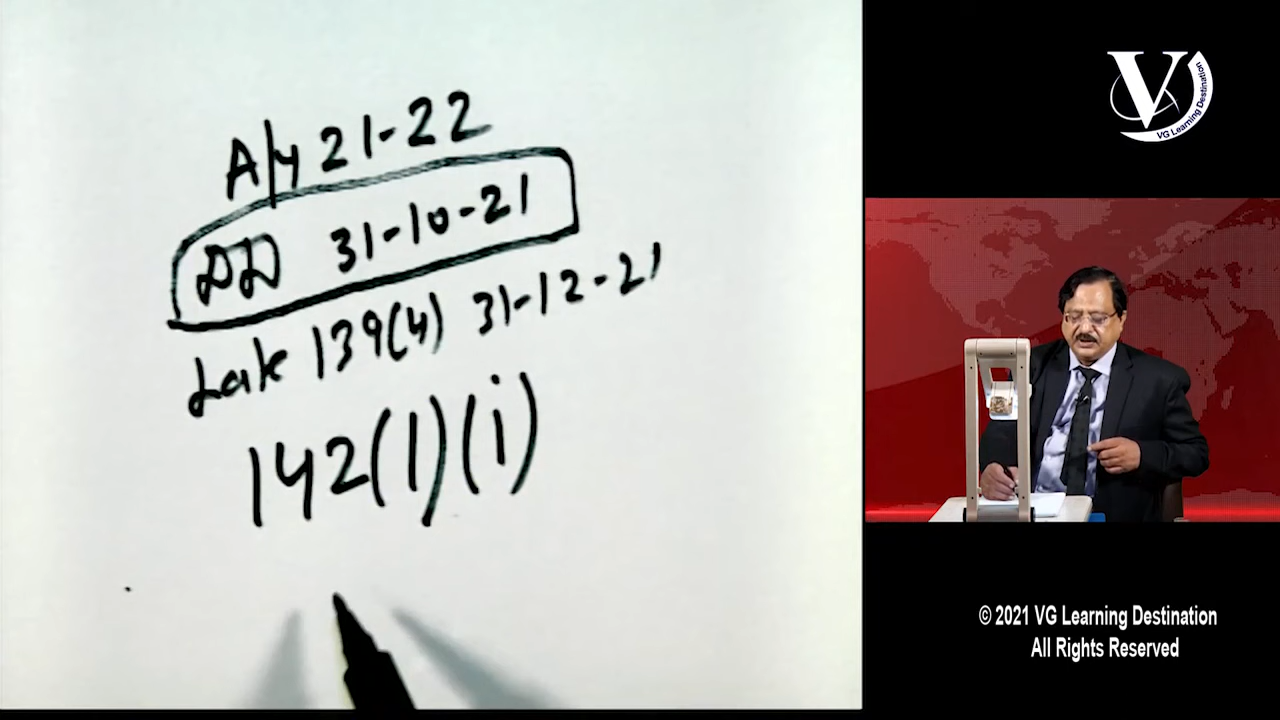 A/y 21-22
DD 31-10-21
Late 139(4) 31-12-21
142(1)(i)
V
VG Learning Destination
© 2021 VG Learning Destination
All Rights Reserved